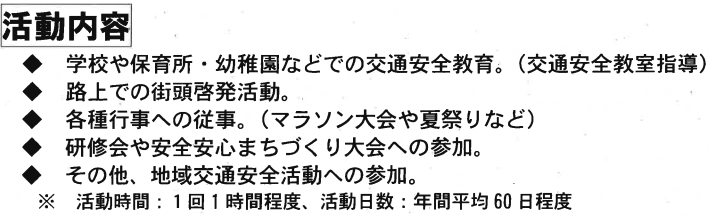 活動内容
◆ 学校や保育所・幼稚園などでの交通安全教育。（交通安全教室指導）
◆ 路上での街頭啓発活動。
◆ 各種行事への従事。（マラソン大会や夏祭りなど）
◆ 研修会や安全安心まちづくり大会への参加。
◆ その他、地域交通安全活動への参加。
※ 活動時間：１回１時間程度、活動日数：年間平均 60 日程度